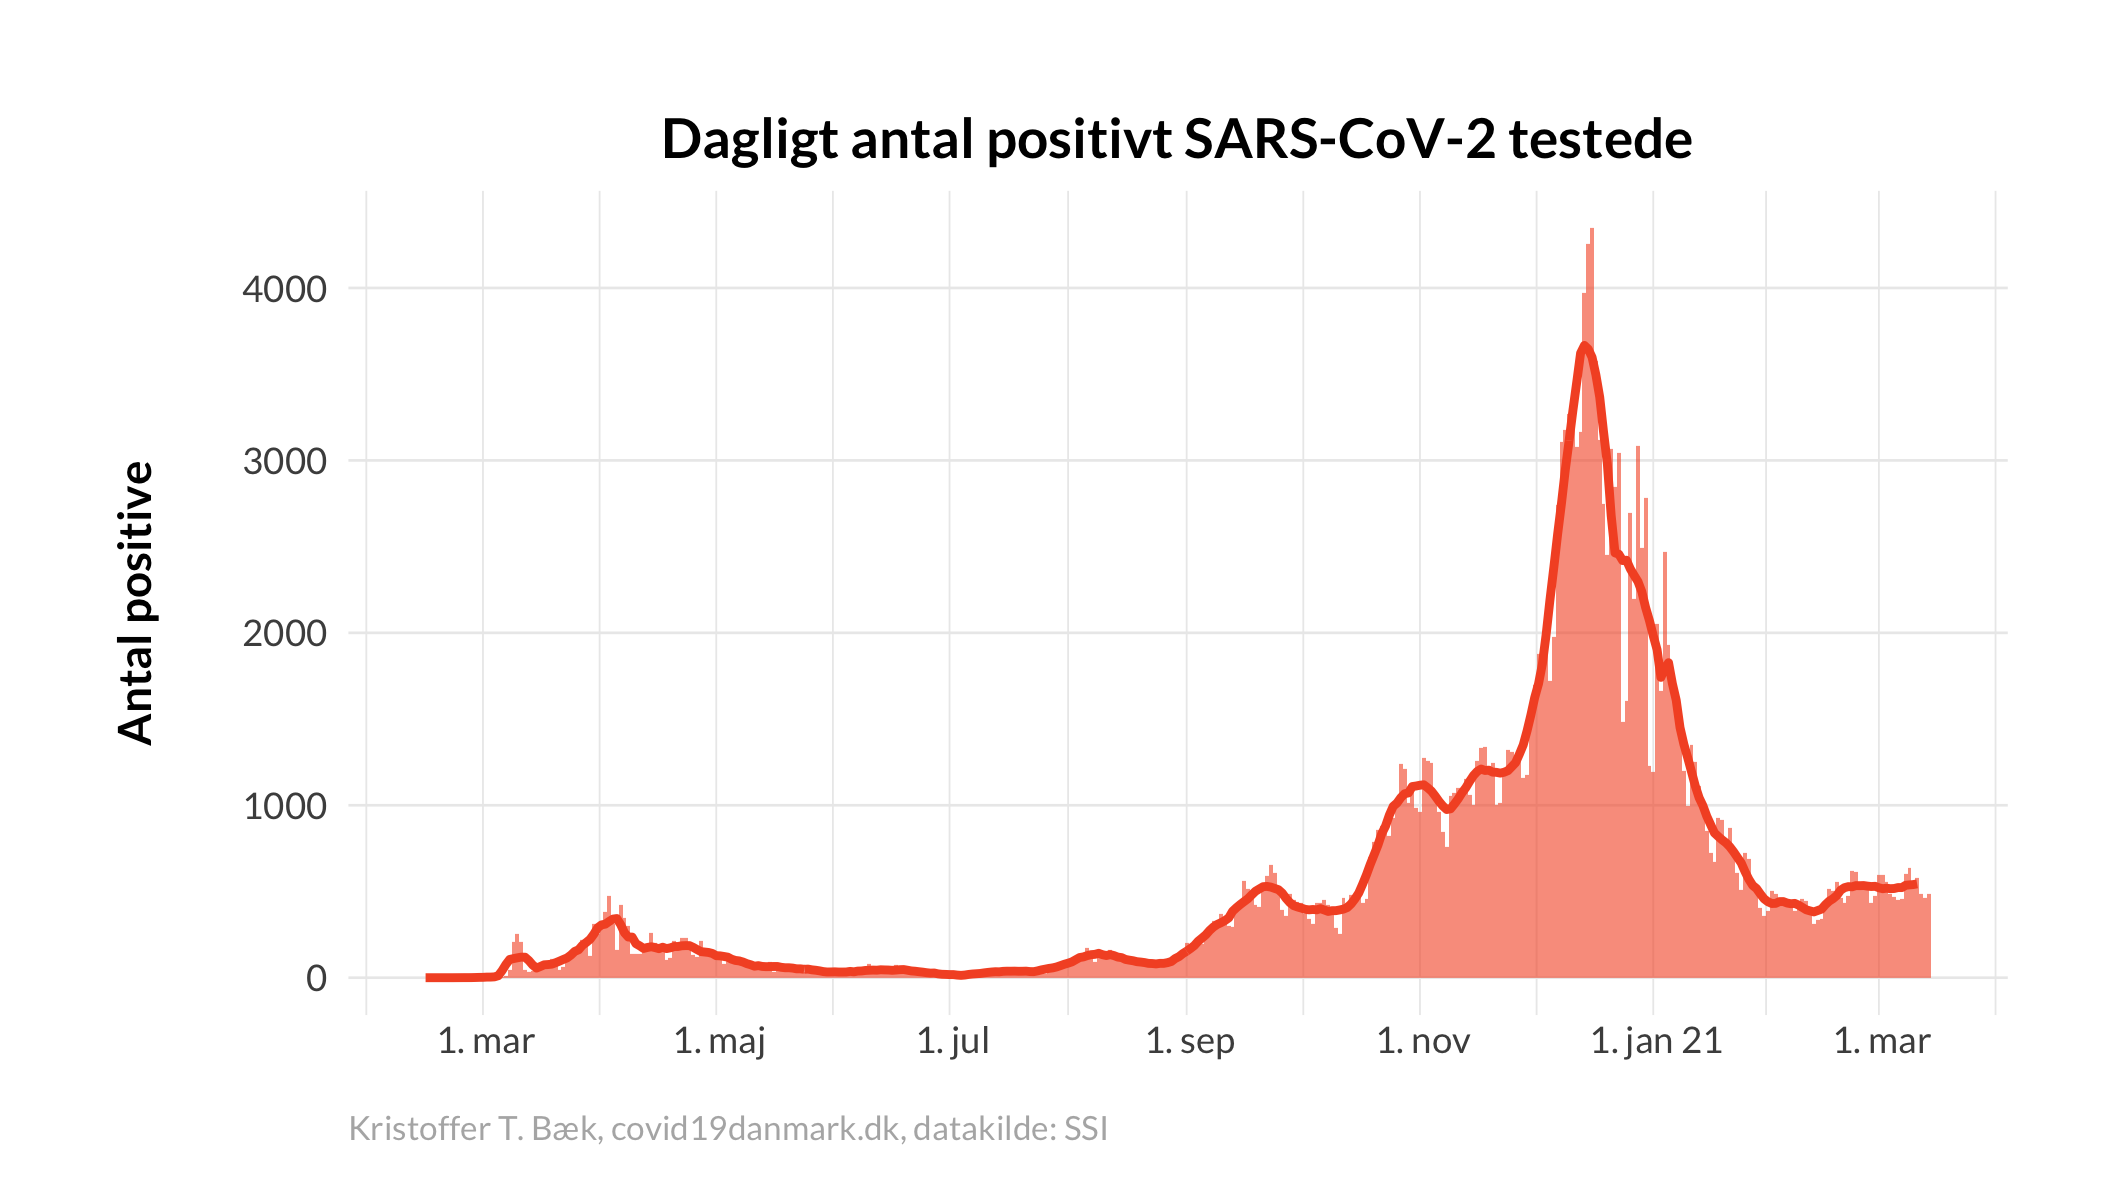 Dagligt antal positivt SARS-CoV-2 testede
Antal positive
4000
3000
2000
1000
0
1. mar
1. maj
1. jul
1. sep
1. nov
1. jan 21
1. mar
Kristoffer T. Bæk, covid19danmark.dk, datakilde: SSI